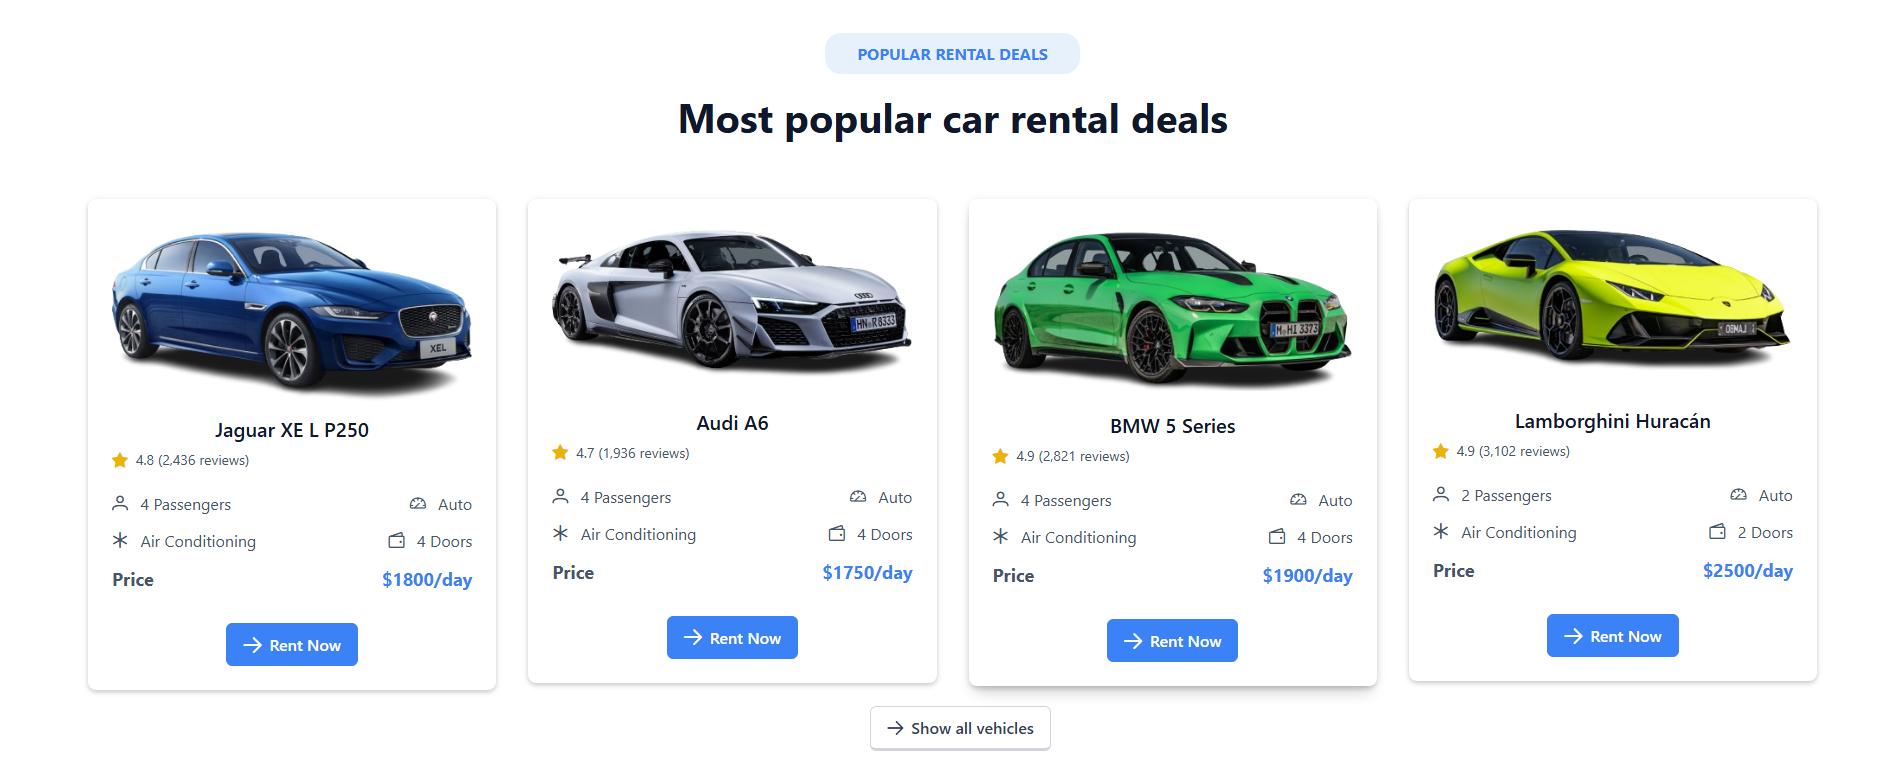 POPULAR RENTAL DEALS
Most popular car rental deals
XEL
Jaguar XE L P250
4.8 (2,436 reviews)
4 Passengers
Auto
Air Conditioning
4 Doors
Price
$1800/day
Rent Now
HN R 8333
Audi A6
4.7 (1,936 reviews)
4 Passengers
Auto
Air Conditioning
4 Doors
Price
$1750/day
Rent Now
M HI 3373
BMW 5 Series
4.9 (2,821 reviews)
4 Passengers
Auto
Air Conditioning
4 Doors
Price
$1900/day
Rent Now
Lamborghini Huracán
4.9 (3,102 reviews)
2 Passengers
Auto
Air Conditioning
2 Doors
Price
$2500/day
Rent Now
Show all vehicles